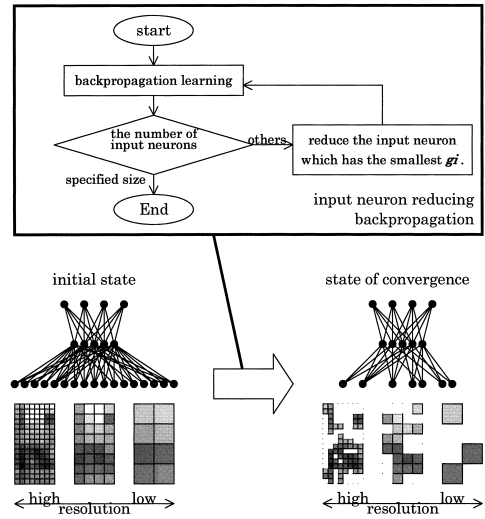 start
backpropagation learning
the number of
input neurons
others
reduce the input neuron
which has the smallest gi.
specified size
End
input neuron reducing
backpropagation
initial state
state of convergence
high low
resolution
high low
resolution